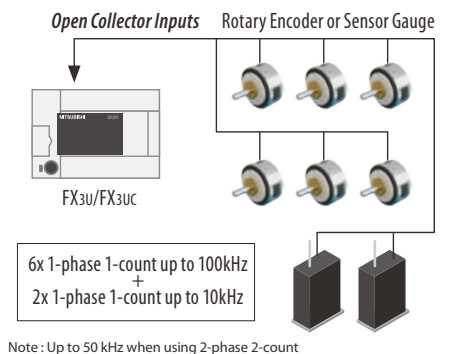 Open Collector Inputs Rotary Encoder or Sensor Gauge
MITSUBISHI
FX3U/FX3UC
6x 1-phase 1-count up to 100kHz
+
2x 1-phase 1-count up to 10kHz
Note : Up to 50 kHz when using 2-phase 2-count